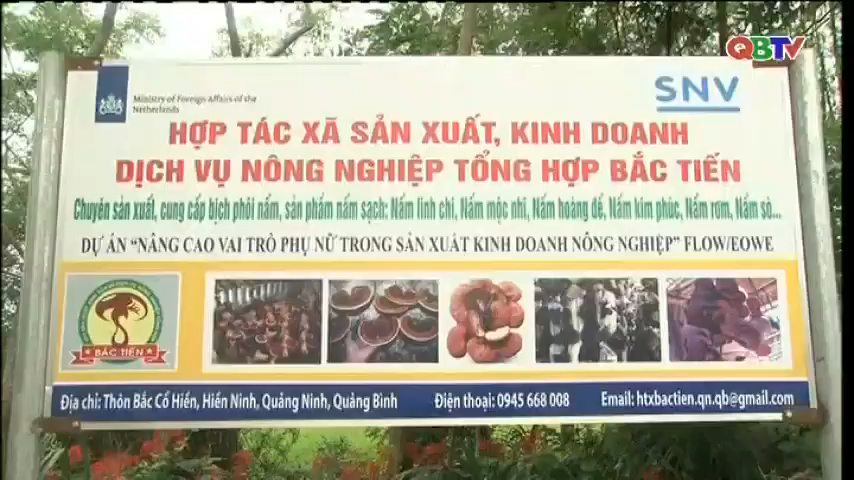 QBTV
Ministry of Foreign Affairs of the
Netherlands
SNV
HỢP TÁC XÃ SẢN XUẤT, KINH DOANH
DỊCH VỤ NÔNG NGHIỆP TỔNG HỢP BẮC TIẾN
Chuyên sản xuất, cung cấp bịch phôi nấm, sản phẩm nấm sạch: Nấm linh chi, Nấm mộc nhĩ, Nấm hoàng đế, Nấm kim phúc, Nấm rơm, Nấm sò...
DỰ ÁN “NÂNG CAO VAI TRÒ PHỤ NỮ TRONG SẢN XUẤT KINH DOANH NÔNG NGHIỆP” FLOW/EOWE
BẮC TIẾN
Địa chỉ: Thôn Bắc Cổ Hiền, Hiền Ninh, Quảng Ninh, Quảng Bình
Điện thoại: 0945 668 008
Email: htxbactien.qn.qb@gmail.com